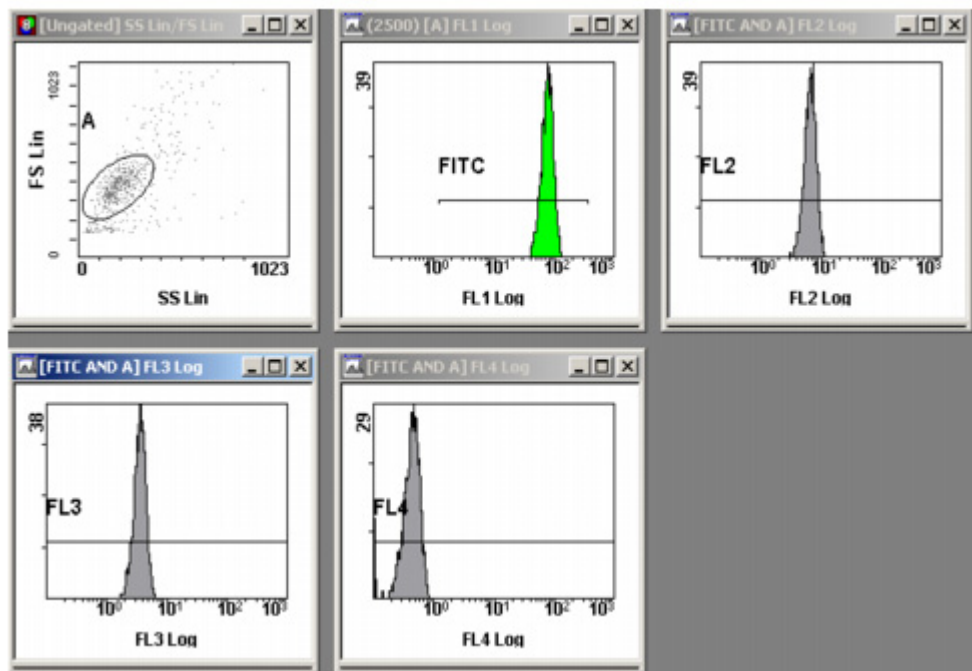 [Ungated] SS Lin/FS Lin
1023
A
FS Lin
0
0 1023
SS Lin
(2500) [A] FL1 Log
39
FITC
10⁰ 10¹ 10² 10³
FL1 Log
[FITC AND A] FL2 Log
39
FL2
10⁰ 10¹ 10² 10³
FL2 Log
[FITC AND A] FL3 Log
38
FL3
10⁰ 10¹ 10² 10³
FL3 Log
[FITC AND A] FL4 Log
29
FL4
10⁰ 10¹ 10² 10³
FL4 Log